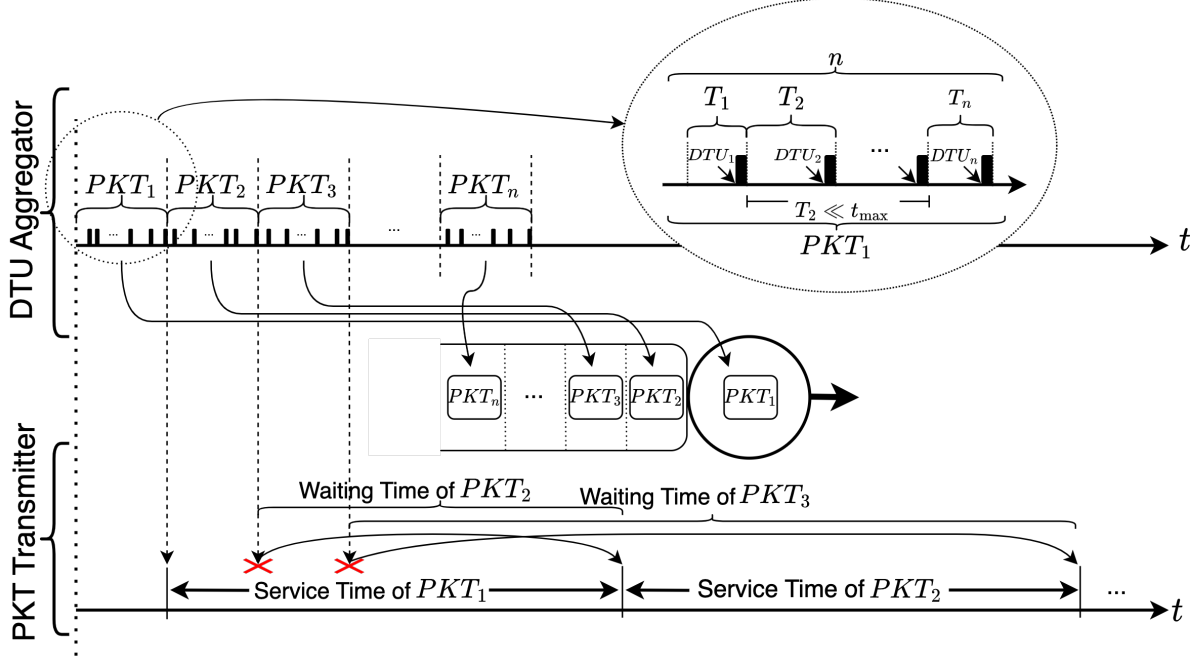 n
T₁ T₂ Tₙ
DTU₁ DTU₂ ... DTUₙ
T₂ ≪ t_max
PKT₁
DTU Aggregator
PKT₁ PKT₂ PKT₃ PKTₙ
... ... ... ... ...
t
PKTₙ ... PKT₃ PKT₂ PKT₁
PKT Transmitter
Waiting Time of PKT₂
Waiting Time of PKT₃
Service Time of PKT₁
Service Time of PKT₂
...
t